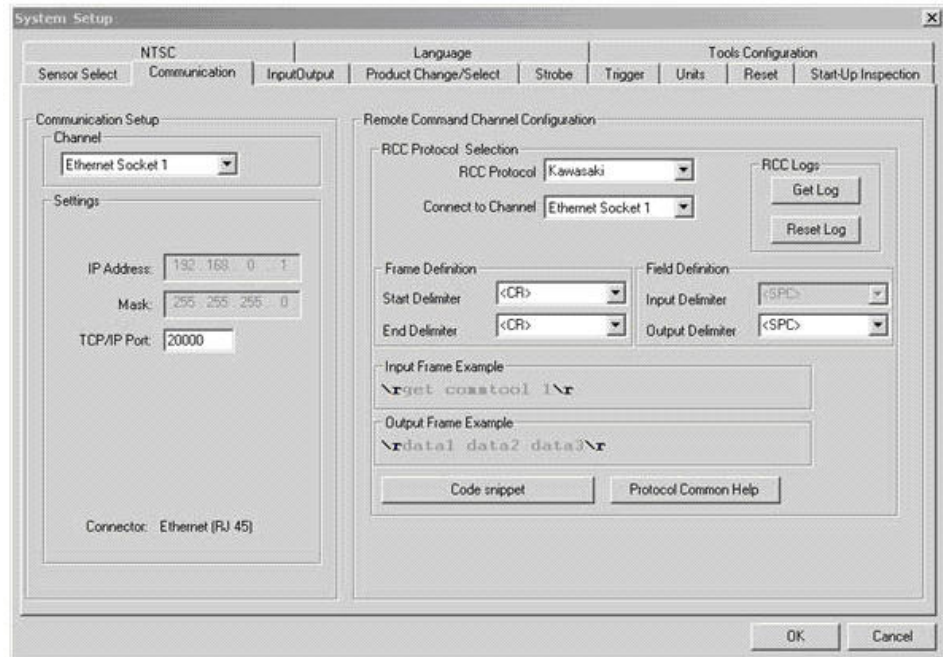 System Setup
NTSC
Language
Tools Configuration
Sensor Select
Communication
InputOutput
Product Change/Select
Strobe
Trigger
Units
Reset
Start-Up Inspection
Communication Setup
Channel
Ethernet Socket 1
Settings
IP Address: 192 . 168 . 0 . 1
Mask: 255 . 255 . 255 . 0
TCP/IP Port: 20000
Connector: Ethernet (RJ 45)
Remote Command Channel Configuration
RCC Protocol Selection
RCC Protocol Kawasaki
Connect to Channel Ethernet Socket 1
RCC Logs
Get Log
Reset Log
Frame Definition
Start Delimiter <CR>
End Delimiter <CR>
Field Definition
Input Delimiter <SPC>
Output Delimiter <SPC>
Input Frame Example
\rget commtool 1\r
Output Frame Example
\rdata1 data2 data3\r
Code snippet
Protocol Common Help
OK
Cancel